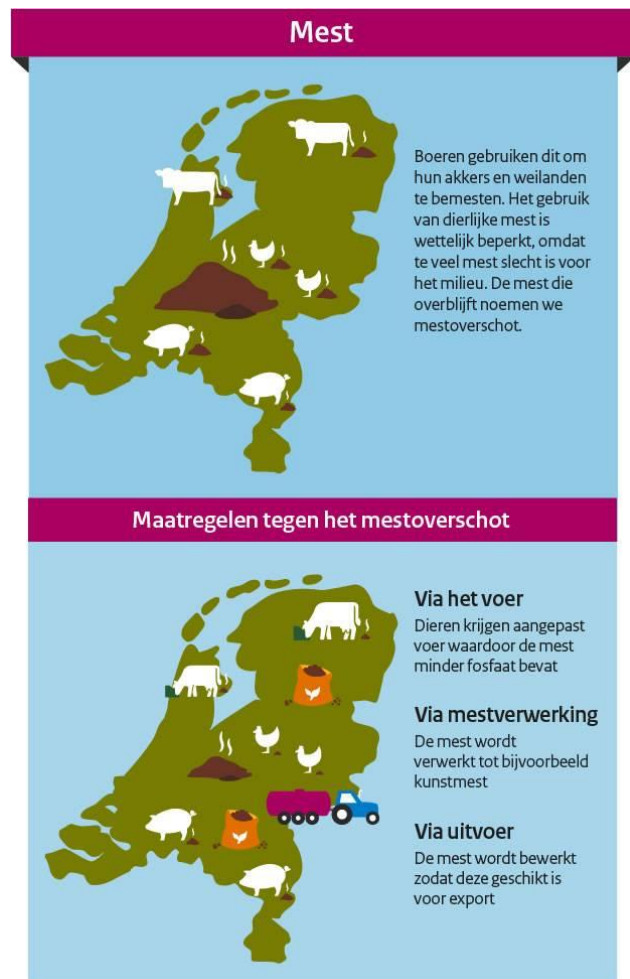 Mest
Boeren gebruiken dit om
hun akkers en weilanden
te bemesten. Het gebruik
van dierlijke mest is
wettelijk beperkt, omdat
te veel mest slecht is voor
het milieu. De mest die
overblijft noemen we
mestoverschot.
Maatregelen tegen het mestoverschot
Via het voer
Dieren krijgen aangepast
voer waardoor de mest
minder fosfaat bevat
Via mestverwerking
De mest wordt
verwerkt tot bijvoorbeeld
kunstmest
Via uitvoer
De mest wordt bewerkt
zodat deze geschikt is
voor export